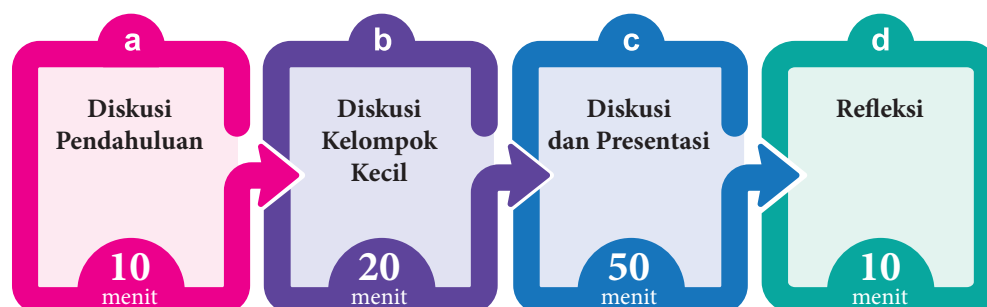 a
Diskusi
Pendahuluan
10
menit
b
Diskusi
Kelompok
Kecil
20
menit
c
Diskusi
dan Presentasi
50
menit
d
Refleksi
10
menit